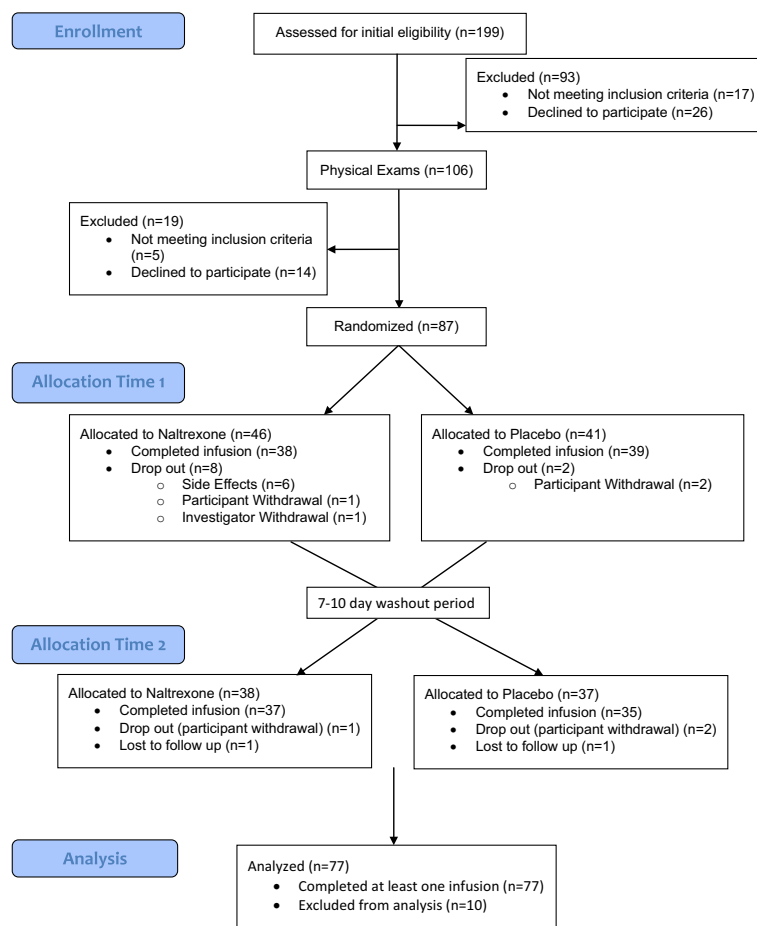 Enrollment
Assessed for initial eligibility (n=199)
Excluded (n=93)
• Not meeting inclusion criteria (n=17)
• Declined to participate (n=26)
Physical Exams (n=106)
Excluded (n=19)
• Not meeting inclusion criteria
(n=5)
• Declined to participate (n=14)
Randomized (n=87)
Allocation Time 1
Allocated to Naltrexone (n=46)
• Completed infusion (n=38)
• Drop out (n=8)
○ Side Effects (n=6)
○ Participant Withdrawal (n=1)
○ Investigator Withdrawal (n=1)
Allocated to Placebo (n=41)
• Completed infusion (n=39)
• Drop out (n=2)
○ Participant Withdrawal (n=2)
7-10 day washout period
Allocation Time 2
Allocated to Naltrexone (n=38)
• Completed infusion (n=37)
• Drop out (participant withdrawal) (n=1)
• Lost to follow up (n=1)
Allocated to Placebo (n=37)
• Completed infusion (n=35)
• Drop out (participant withdrawal) (n=2)
• Lost to follow up (n=1)
Analysis
Analyzed (n=77)
• Completed at least one infusion (n=77)
• Excluded from analysis (n=10)